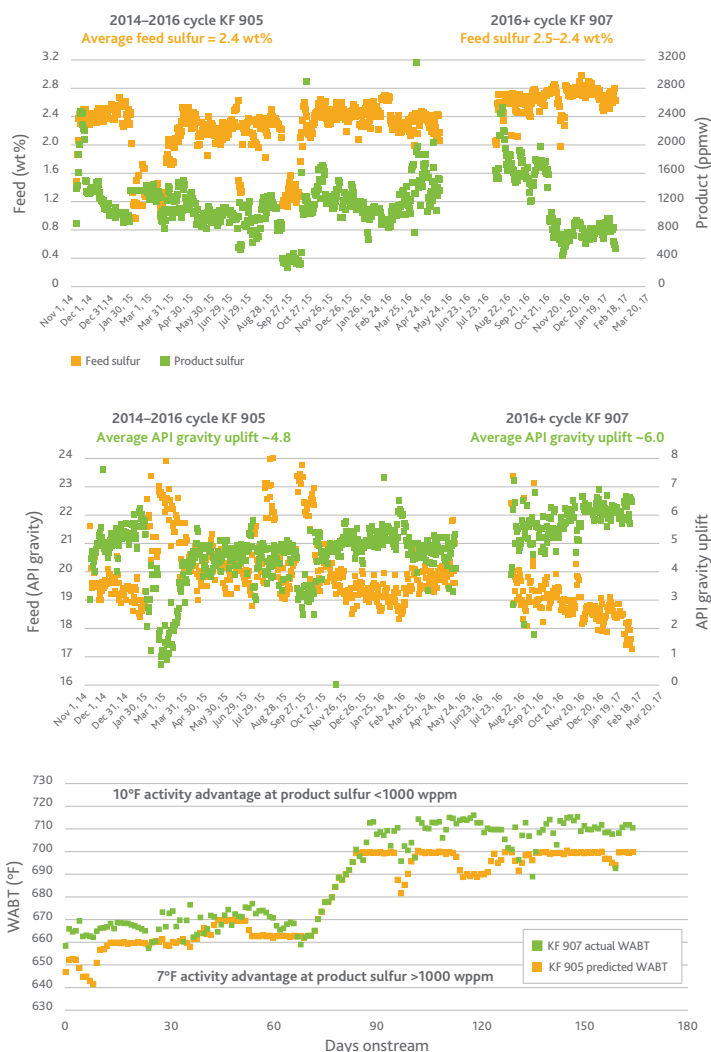 2014–2016 cycle KF 905
2016+ cycle KF 907
Average feed sulfur = 2.4 wt%
Feed sulfur 2.5–2.4 wt%
3.2
2.8
2.4
2.0
1.6
1.2
0.8
0.4
0
Feed (wt%)
3200
2800
2400
2000
1600
1200
800
400
0
Product (ppmw)
Nov 1, 14
Dec 1, 14
Dec 31, 14
Jan 30, 15
Mar 1, 15
Mar 31, 15
Apr 30, 15
May 30, 15
Jun 29, 15
Jul 29, 15
Aug 28, 15
Sep 27, 15
Oct 27, 15
Nov 26, 15
Dec 26, 15
Jan 26, 16
Feb 24, 16
Mar 25, 16
Apr 24, 16
May 24, 16
Jun 23, 16
Jul 23, 16
Aug 22, 16
Sep 21, 16
Oct 21, 16
Nov 20, 16
Dec 20, 16
Jan 19, 17
Feb 18, 17
Mar 20, 17
Feed sulfur
Product sulfur
2014–2016 cycle KF 905
2016+ cycle KF 907
Average API gravity uplift ~4.8
Average API gravity uplift ~6.0
24
23
22
21
20
19
18
17
16
Feed (API gravity)
8
7
6
5
4
3
2
1
0
API gravity uplift
Nov 1, 14
Dec 1, 14
Dec 31, 14
Jan 30, 15
Mar 1, 15
Mar 31, 15
Apr 30, 15
May 30, 15
Jun 29, 15
Jul 29, 15
Aug 28, 15
Sep 27, 15
Oct 27, 15
Nov 26, 15
Dec 26, 15
Jan 25, 16
Feb 24, 16
Mar 25, 16
Apr 24, 16
May 24, 16
Jun23, 16
Jul 23, 16
Aug 22, 16
Sep 21, 16
Oct 21, 16
Nov 20, 16
Dec 20, 16
Jan 19, 17
Feb 18, 17
Mar 20, 17
730
720
710
700
690
680
670
660
650
640
630
WABT (°F)
10°F activity advantage at product sulfur <1000 wppm
7°F activity advantage at product sulfur >1000 wppm
KF 907 actual WABT
KF 905 predicted WABT
0
30
60
90
120
150
180
Days onstream